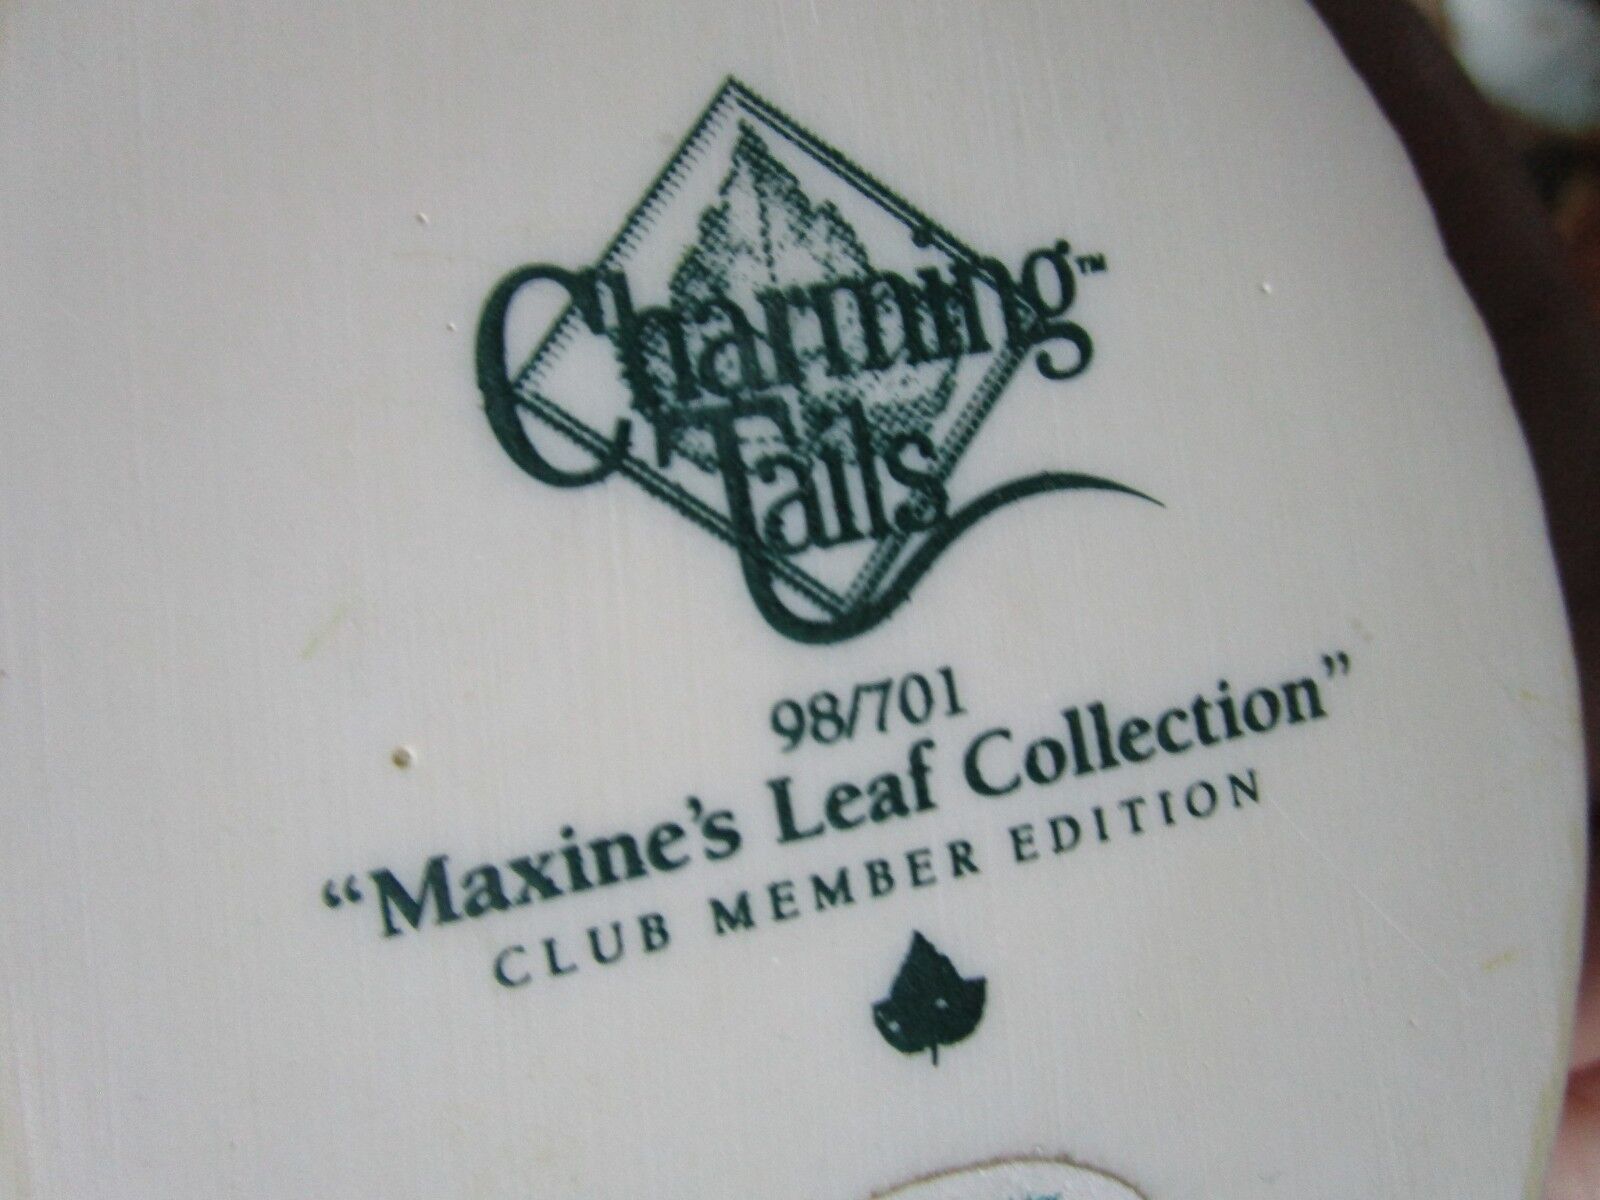 Charming™
Tails
98/701
“Maxine's Leaf Collection”
CLUB MEMBER EDITION